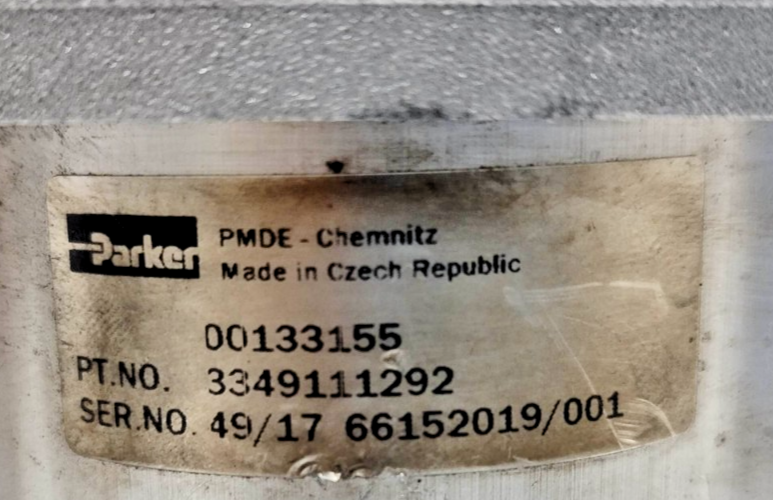 Parker
PMDE - Chemnitz
Made in Czech Republic
00133155
PT.NO. 3349111292
SER.NO. 49/17 66152019/001